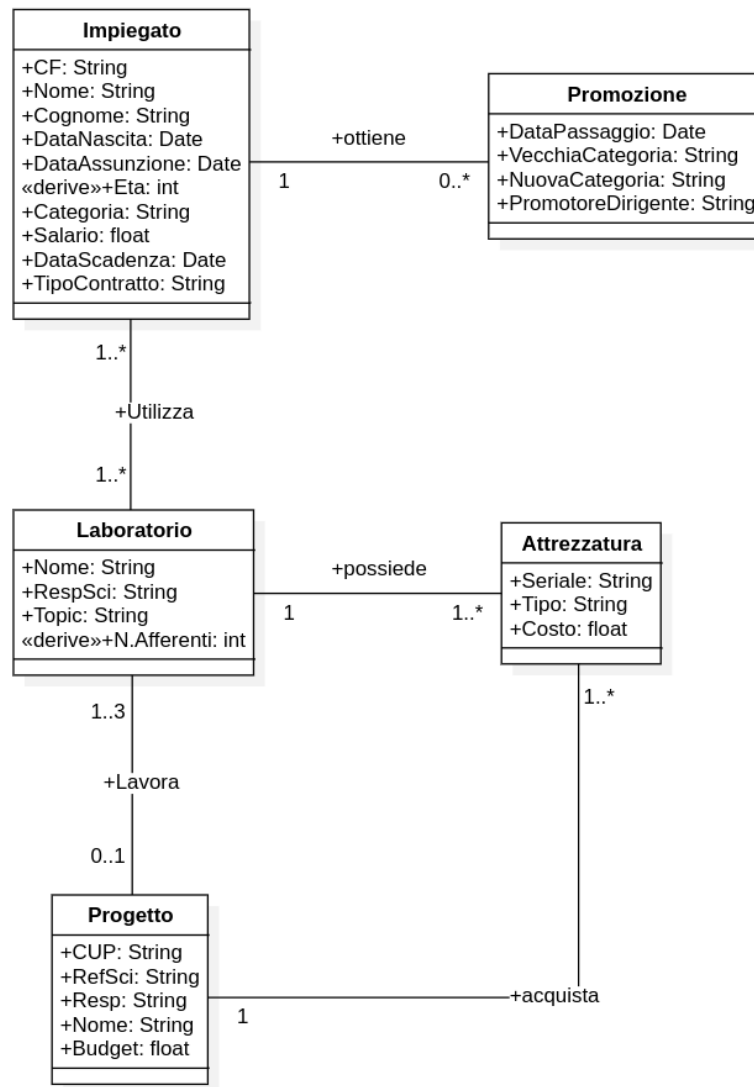 Impiegato
+CF: String
+Nome: String
+Cognome: String
+DataNascita: Date
+DataAssunzione: Date
«derive»+Eta: int
+Categoria: String
+Salario: float
+DataScadenza: Date
+TipoContratto: String
+ottiene
1
0..*
Promozione
+DataPassaggio: Date
+VecchiaCategoria: String
+NuovaCategoria: String
+PromotoreDirigente: String
1..*
+Utilizza
1..*
Laboratorio
+Nome: String
+RespSci: String
+Topic: String
«derive»+N.Afferenti: int
+possiede
1
1..*
Attrezzatura
+Seriale: String
+Tipo: String
+Costo: float
1..3
+Lavora
0..1
1..*
+acquista
1
Progetto
+CUP: String
+RefSci: String
+Resp: String
+Nome: String
+Budget: float